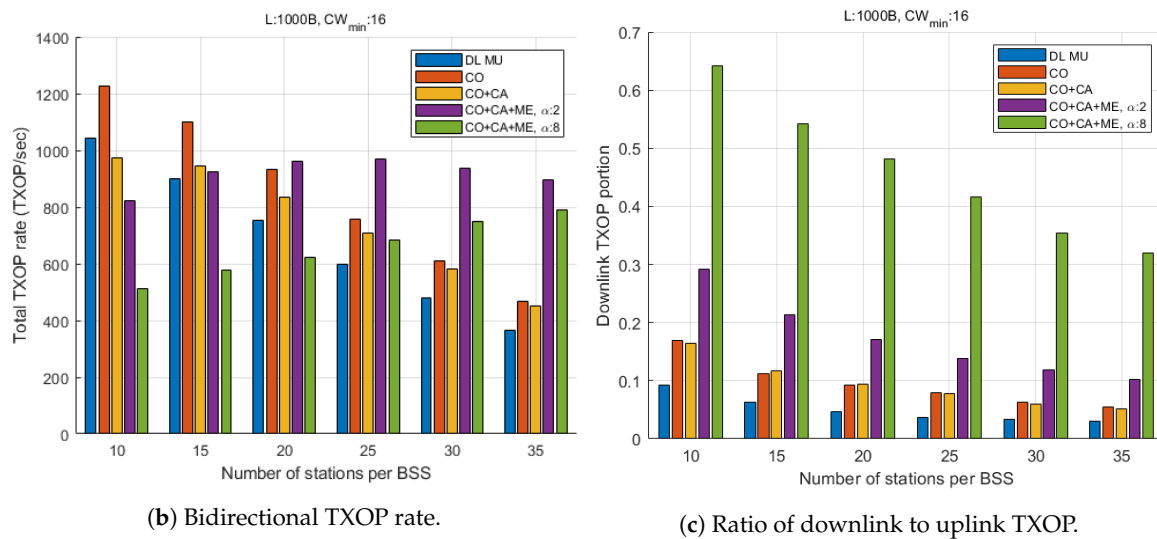 L:1000B, CWmin:16
1400
1200
1000
800
600
400
200
0
Total TXOP rate (TXOP/sec)
DL MU
CO
CO+CA
CO+CA+ME, α:2
CO+CA+ME, α:8
10 15 20 25 30 35
Number of stations per BSS
(b) Bidirectional TXOP rate.
L:1000B, CWmin:16
0.7
0.6
0.5
0.4
0.3
0.2
0.1
0
Downlink TXOP portion
DL MU
CO
CO+CA
CO+CA+ME, α:2
CO+CA+ME, α:8
10 15 20 25 30 35
Number of stations per BSS
(c) Ratio of downlink to uplink TXOP.